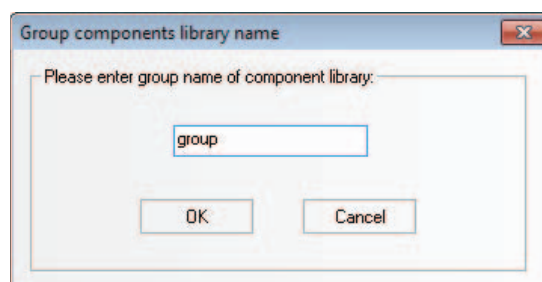 Group components library name
Please enter group name of component library:
group
OK
Cancel